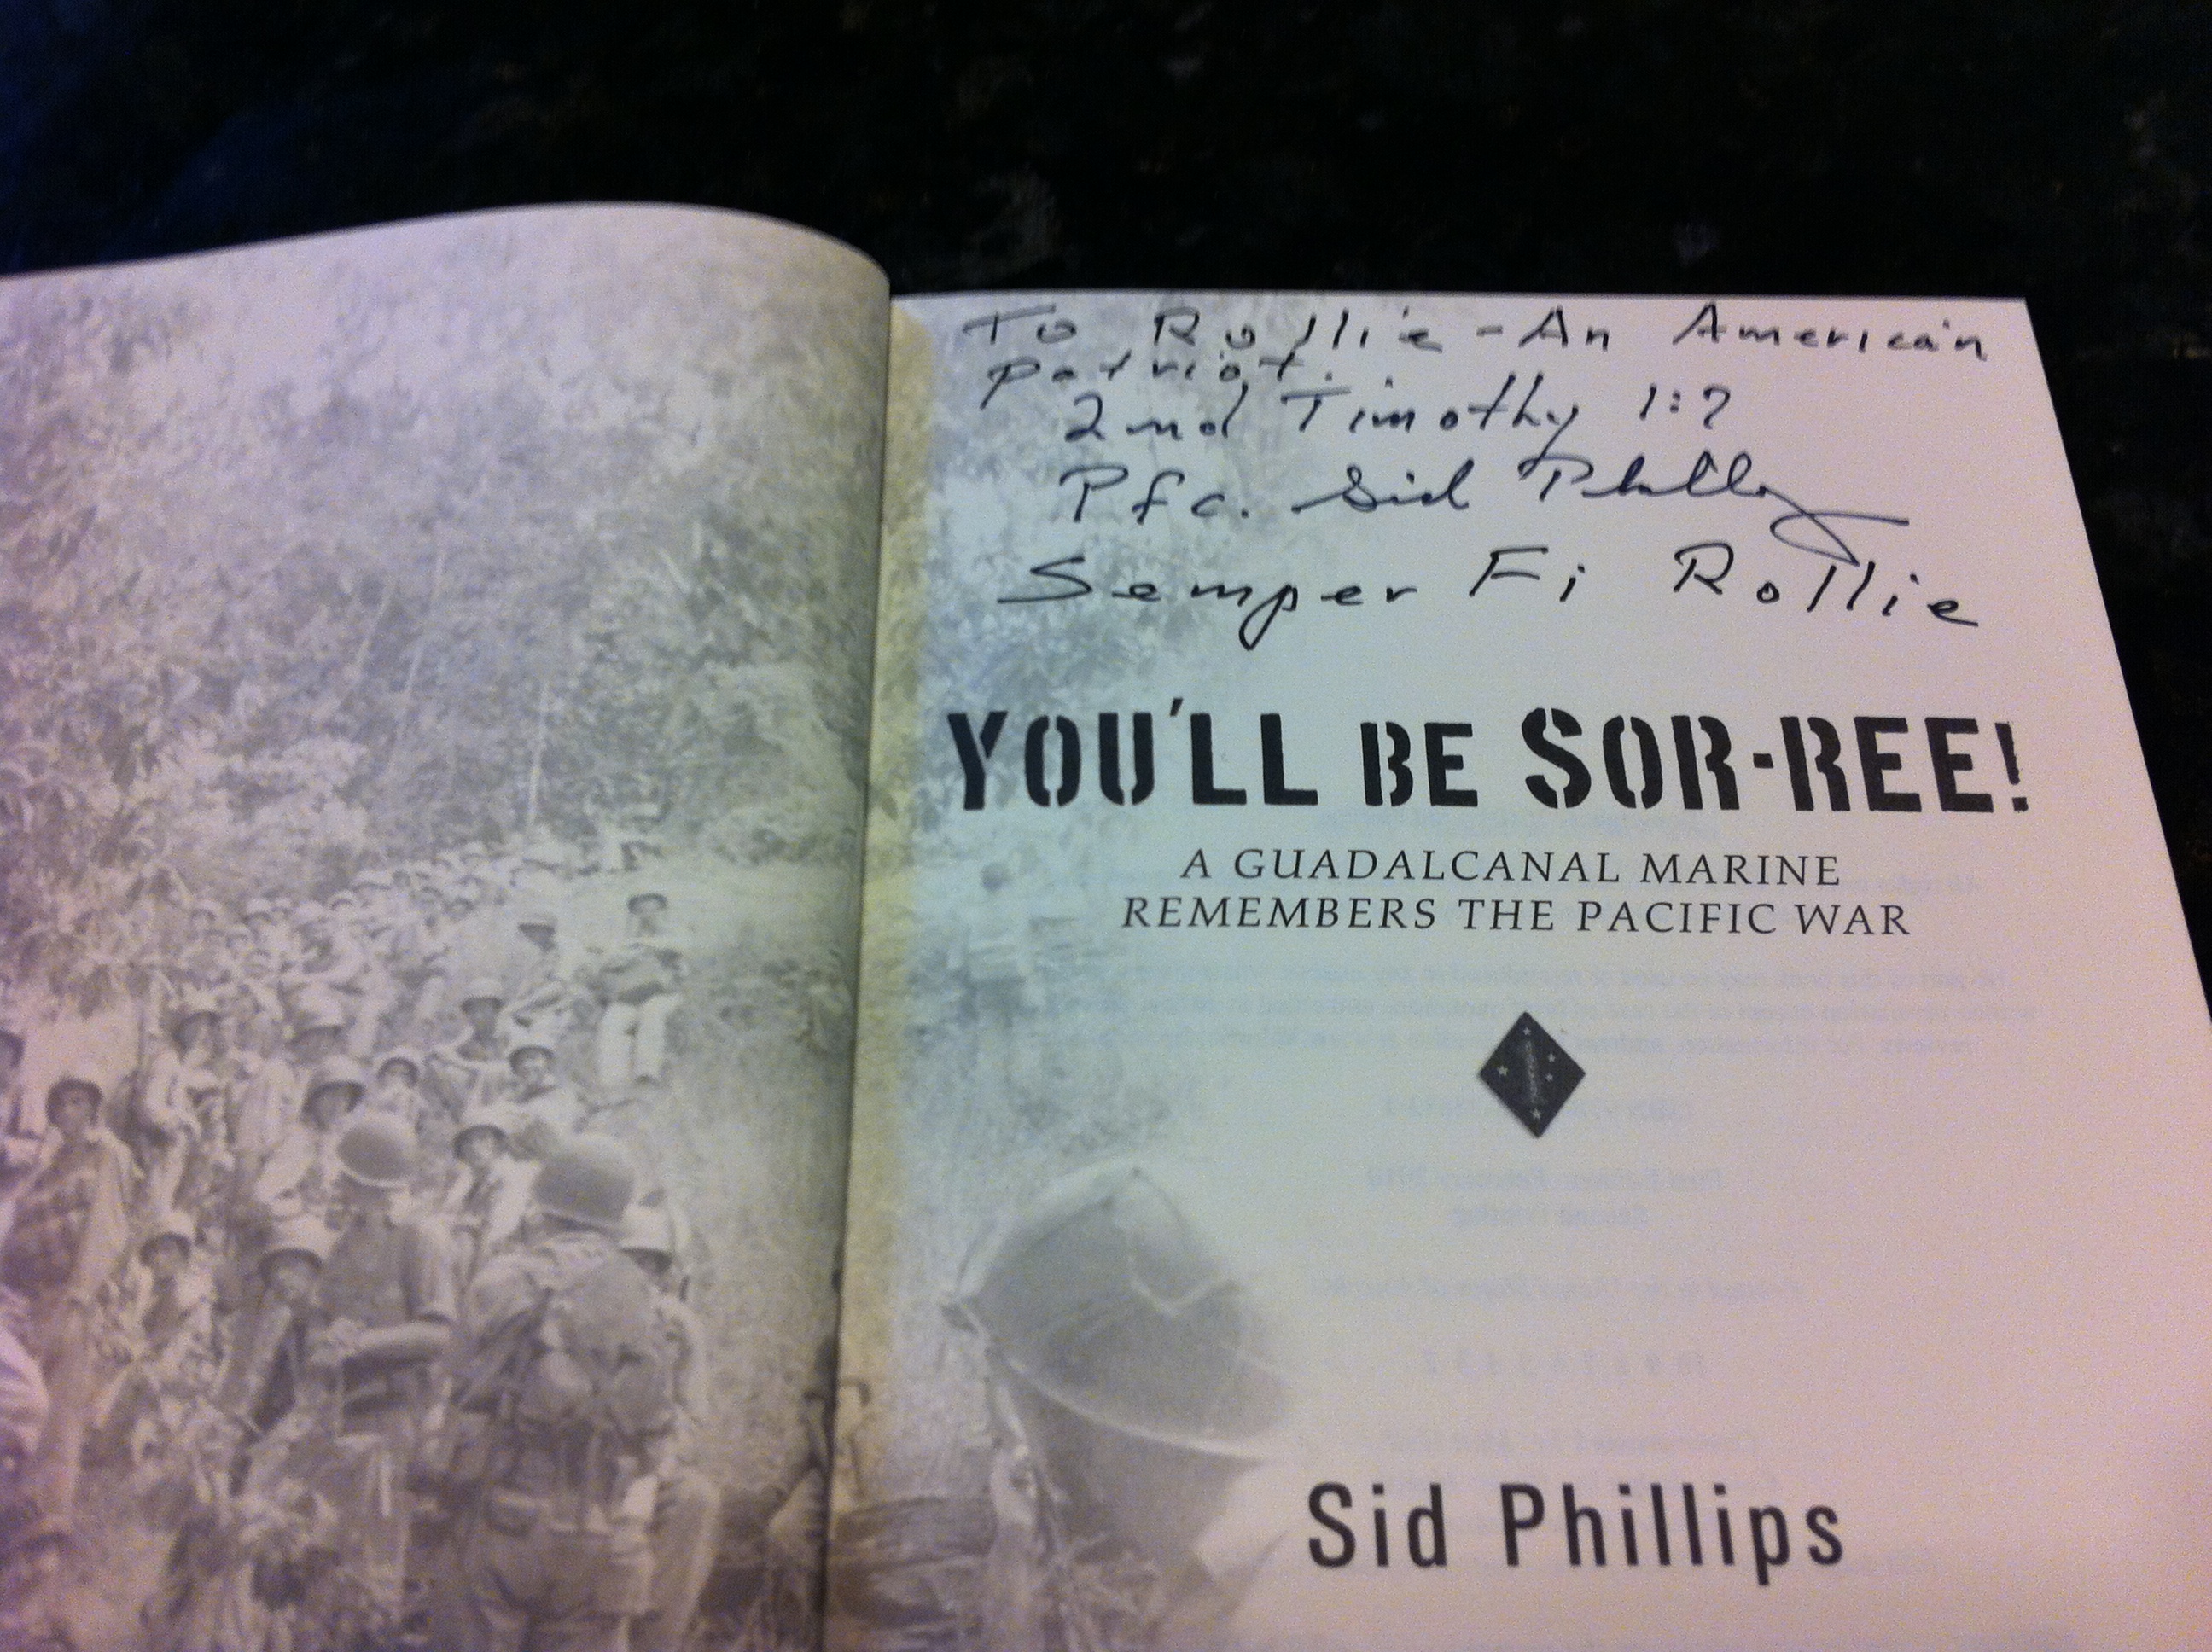 To Rollie - An American
patriot.
2nd Timothy 1:7
Pfc. Sid Phillips
Semper Fi Rollie
YOU'LL BE SOR-REE!
A GUADALCANAL MARINE
REMEMBERS THE PACIFIC WAR
Sid Phillips